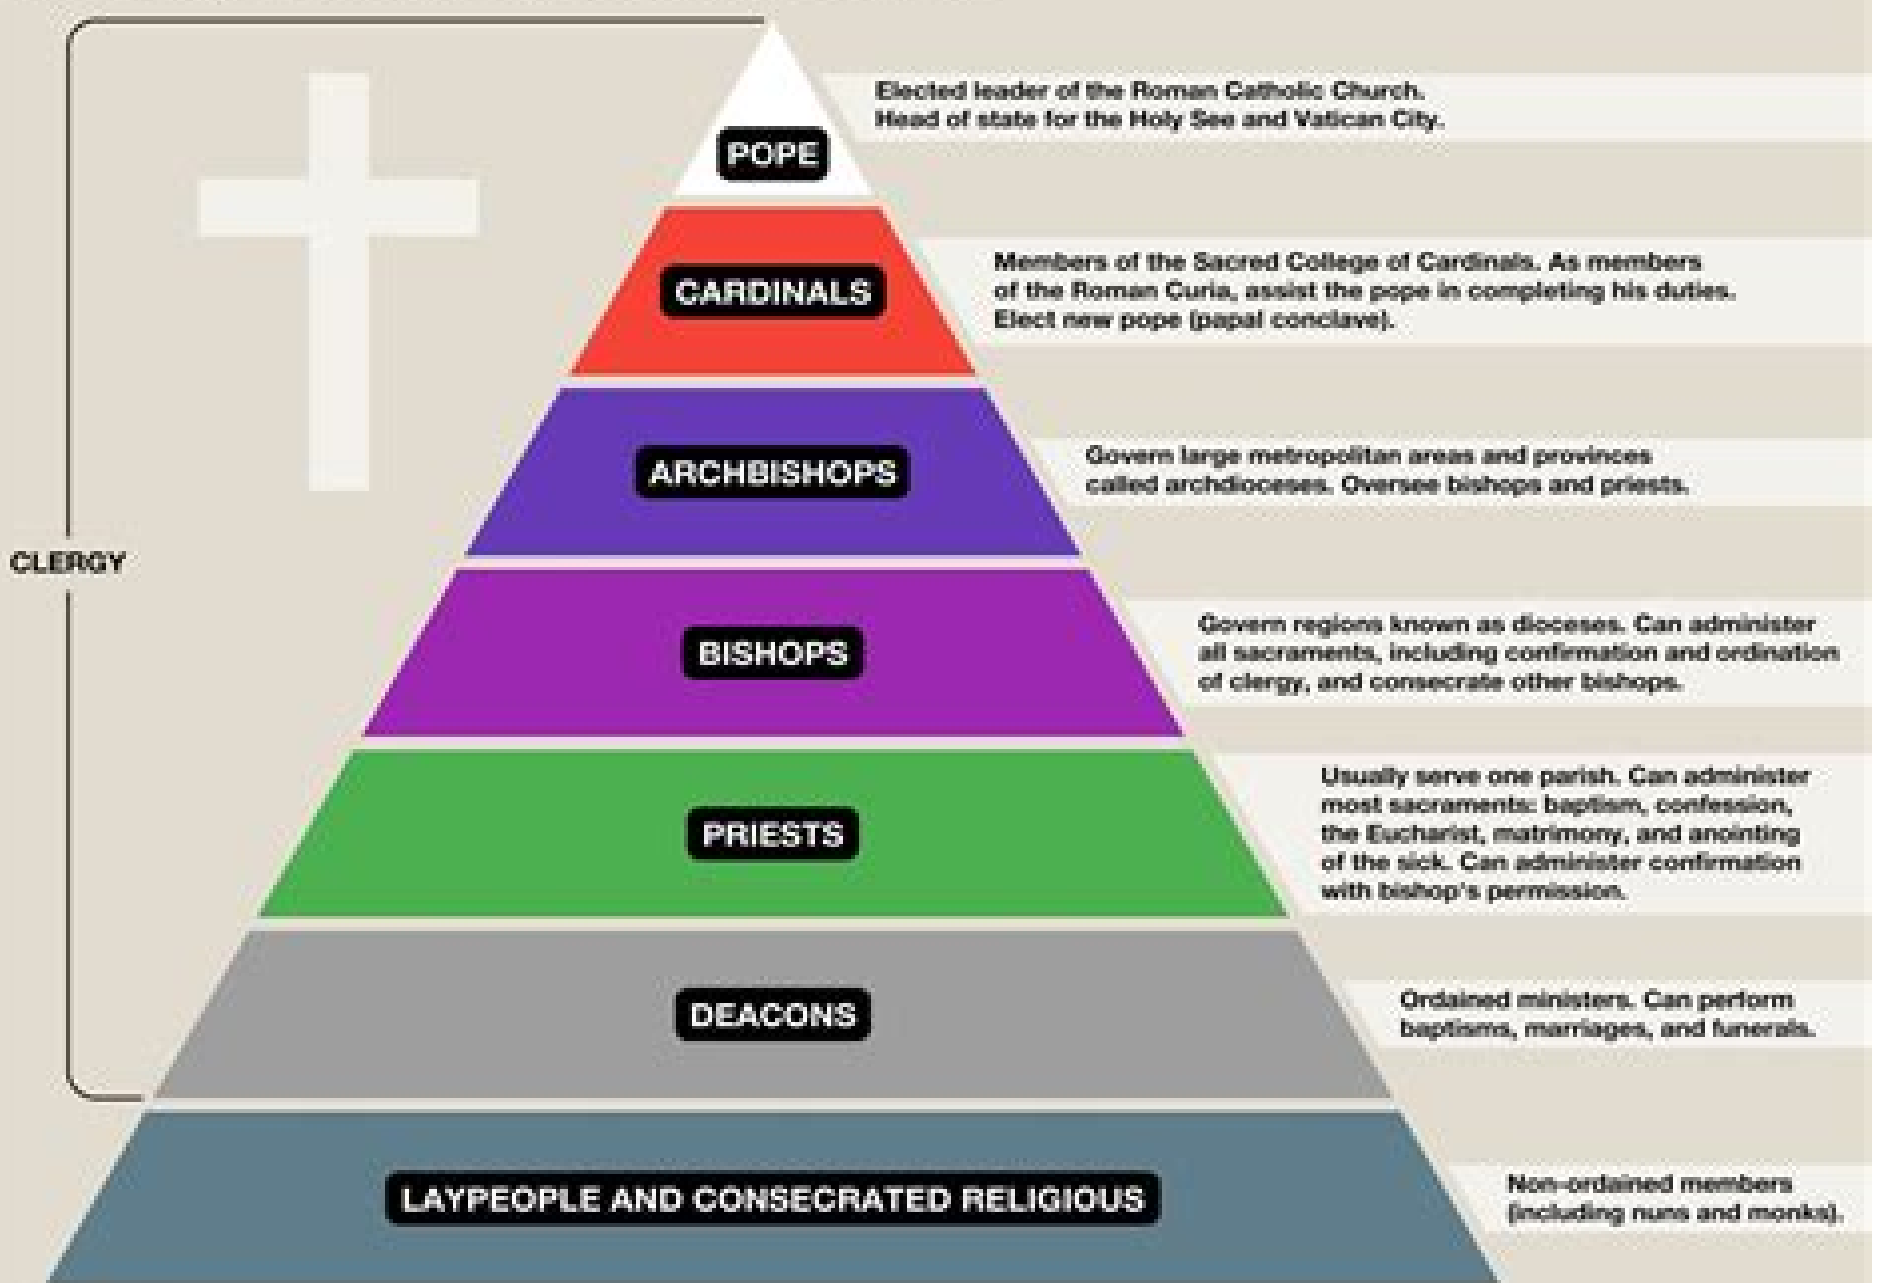 POPE
Elected leader of the Roman Catholic Church.
Head of state for the Holy See and Vatican City.
CARDINALS
Members of the Sacred College of Cardinals. As members
of the Roman Curia, assist the pope in completing his duties.
Elect new pope (papal conclave).
ARCHBISHOPS
Govern large metropolitan areas and provinces
called archdioceses. Oversee bishops and priests.
CLERGY
BISHOPS
Govern regions known as dioceses. Can administer
all sacraments, including confirmation and ordination
of clergy, and consecrate other bishops.
PRIESTS
Usually serve one parish. Can administer
most sacraments: baptism, confession,
the Eucharist, matrimony, and anointing
of the sick. Can administer confirmation
with bishop's permission.
DEACONS
Ordained ministers. Can perform
baptisms, marriages, and funerals.
LAYPEOPLE AND CONSECRATED RELIGIOUS
Non-ordained members
(including nuns and monks).